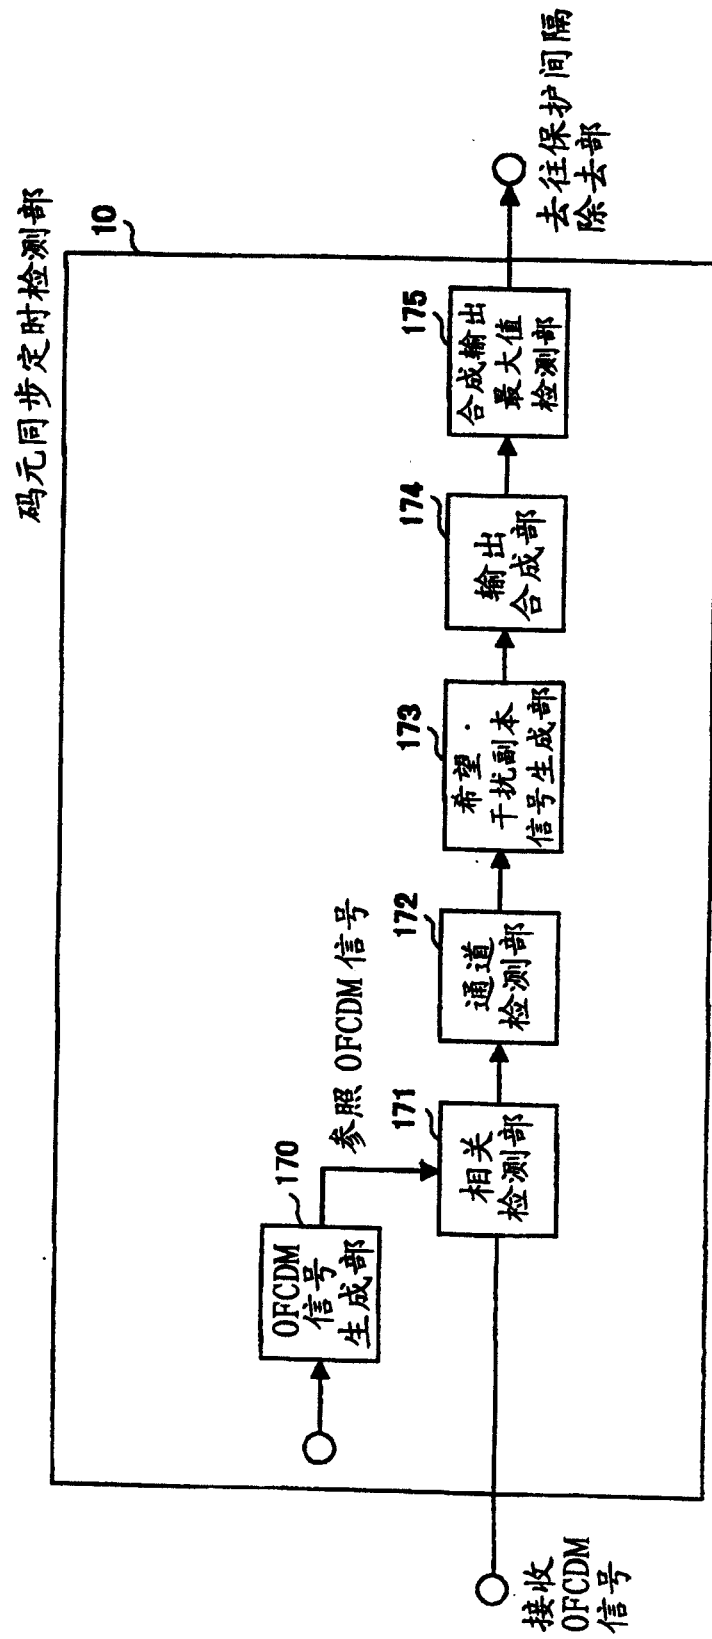 码元同步定时检测部
10
170
OFCDM
信号
生成部
参照 OFCDM 信号
171
相关
检测部
172
通道
检测部
173
希望·
干扰副本
信号生成部
174
输出
合成部
175
合成输出
最大值
检测部
接收
OFCDM
信号
去往保护间隔
除去部